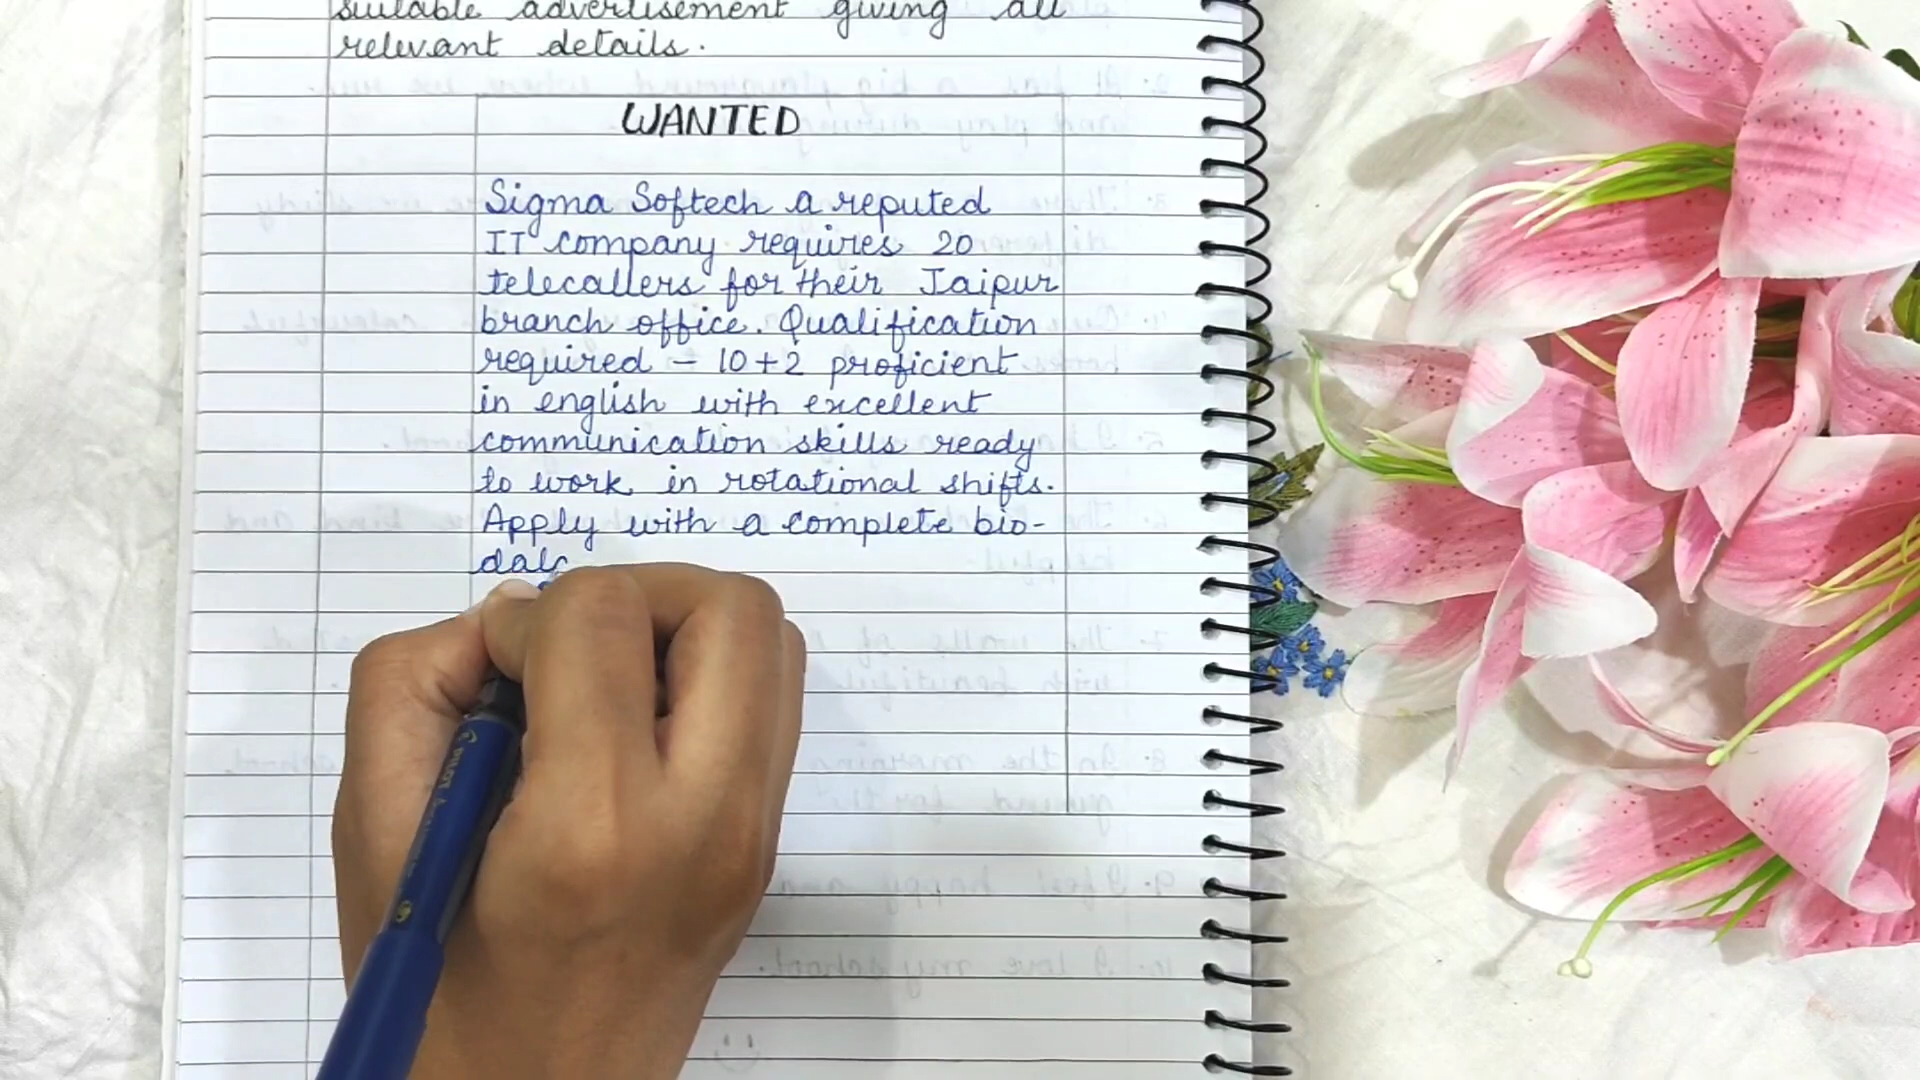 suitable advertisement giving all
relevant details.
WANTED
Sigma Softech a reputed
IT company requires 20
telecallers for their Jaipur
branch office. Qualification
required - 10+2 proficient
in english with excellent
communication skills ready
to work in rotational shifts.
Apply with a complete bio-